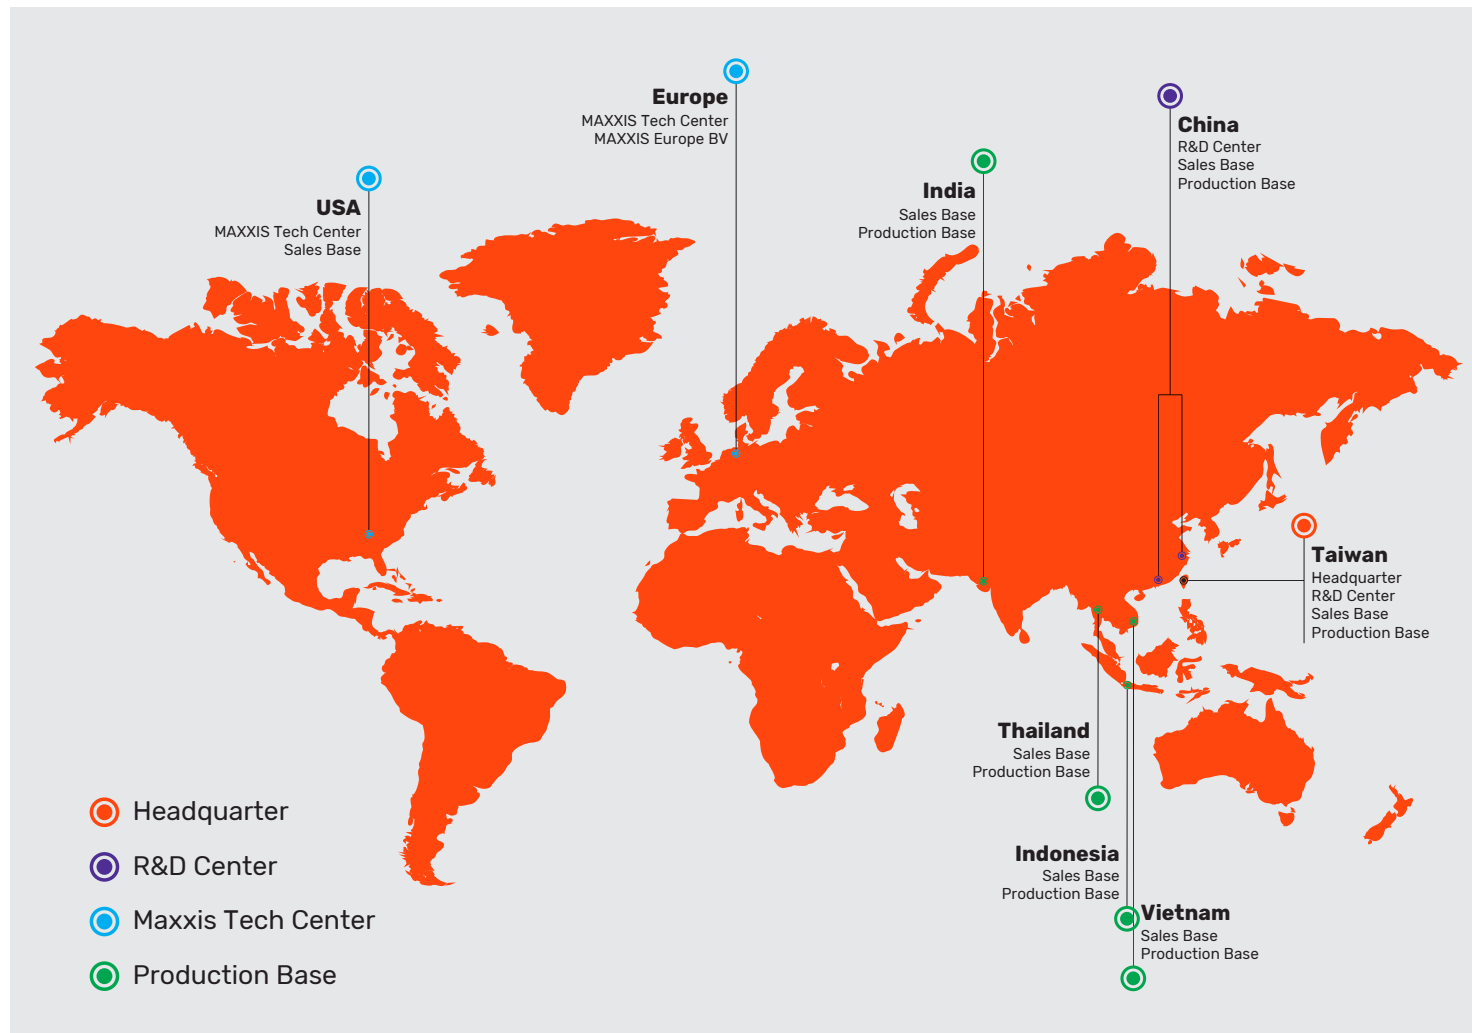 Europe
MAXXIS Tech Center
MAXXIS Europe BV
China
R&D Center
Sales Base
Production Base
India
Sales Base
Production Base
USA
MAXXIS Tech Center
Sales Base
Taiwan
Headquarter
R&D Center
Sales Base
Production Base
Thailand
Sales Base
Production Base
Indonesia
Sales Base
Production Base
Vietnam
Sales Base
Production Base
Headquarter
R&D Center
Maxxis Tech Center
Production Base